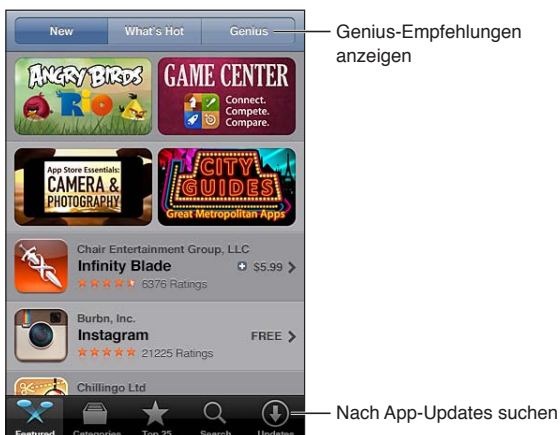 New What's Hot Genius
Genius-Empfehlungen
anzeigen
ANGRY BIRDS
RIO
GAME CENTER
Connect.
Compete.
Compare.
App Store Essentials:
CAMERA &
PHOTOGRAPHY
CITY
GUIDES
Great Metropolitan Apps
Chair Entertainment Group, LLC
Infinity Blade $5.99
6376 Ratings
Burbn, Inc.
Instagram FREE
21225 Ratings
Chillingo Ltd
Nach App-Updates suchen
Featured Categories Top 25 Search Updates